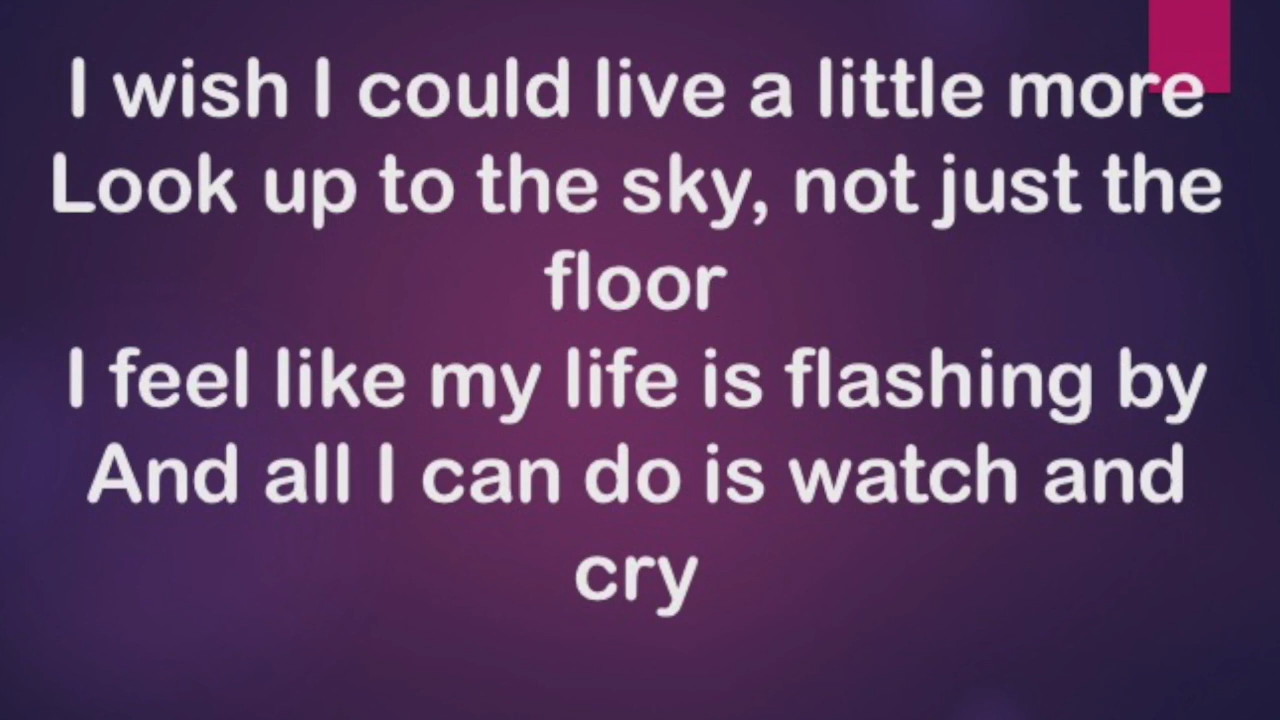 I wish I could live a little more
Look up to the sky, not just the
floor
I feel like my life is flashing by
And all I can do is watch and
cry